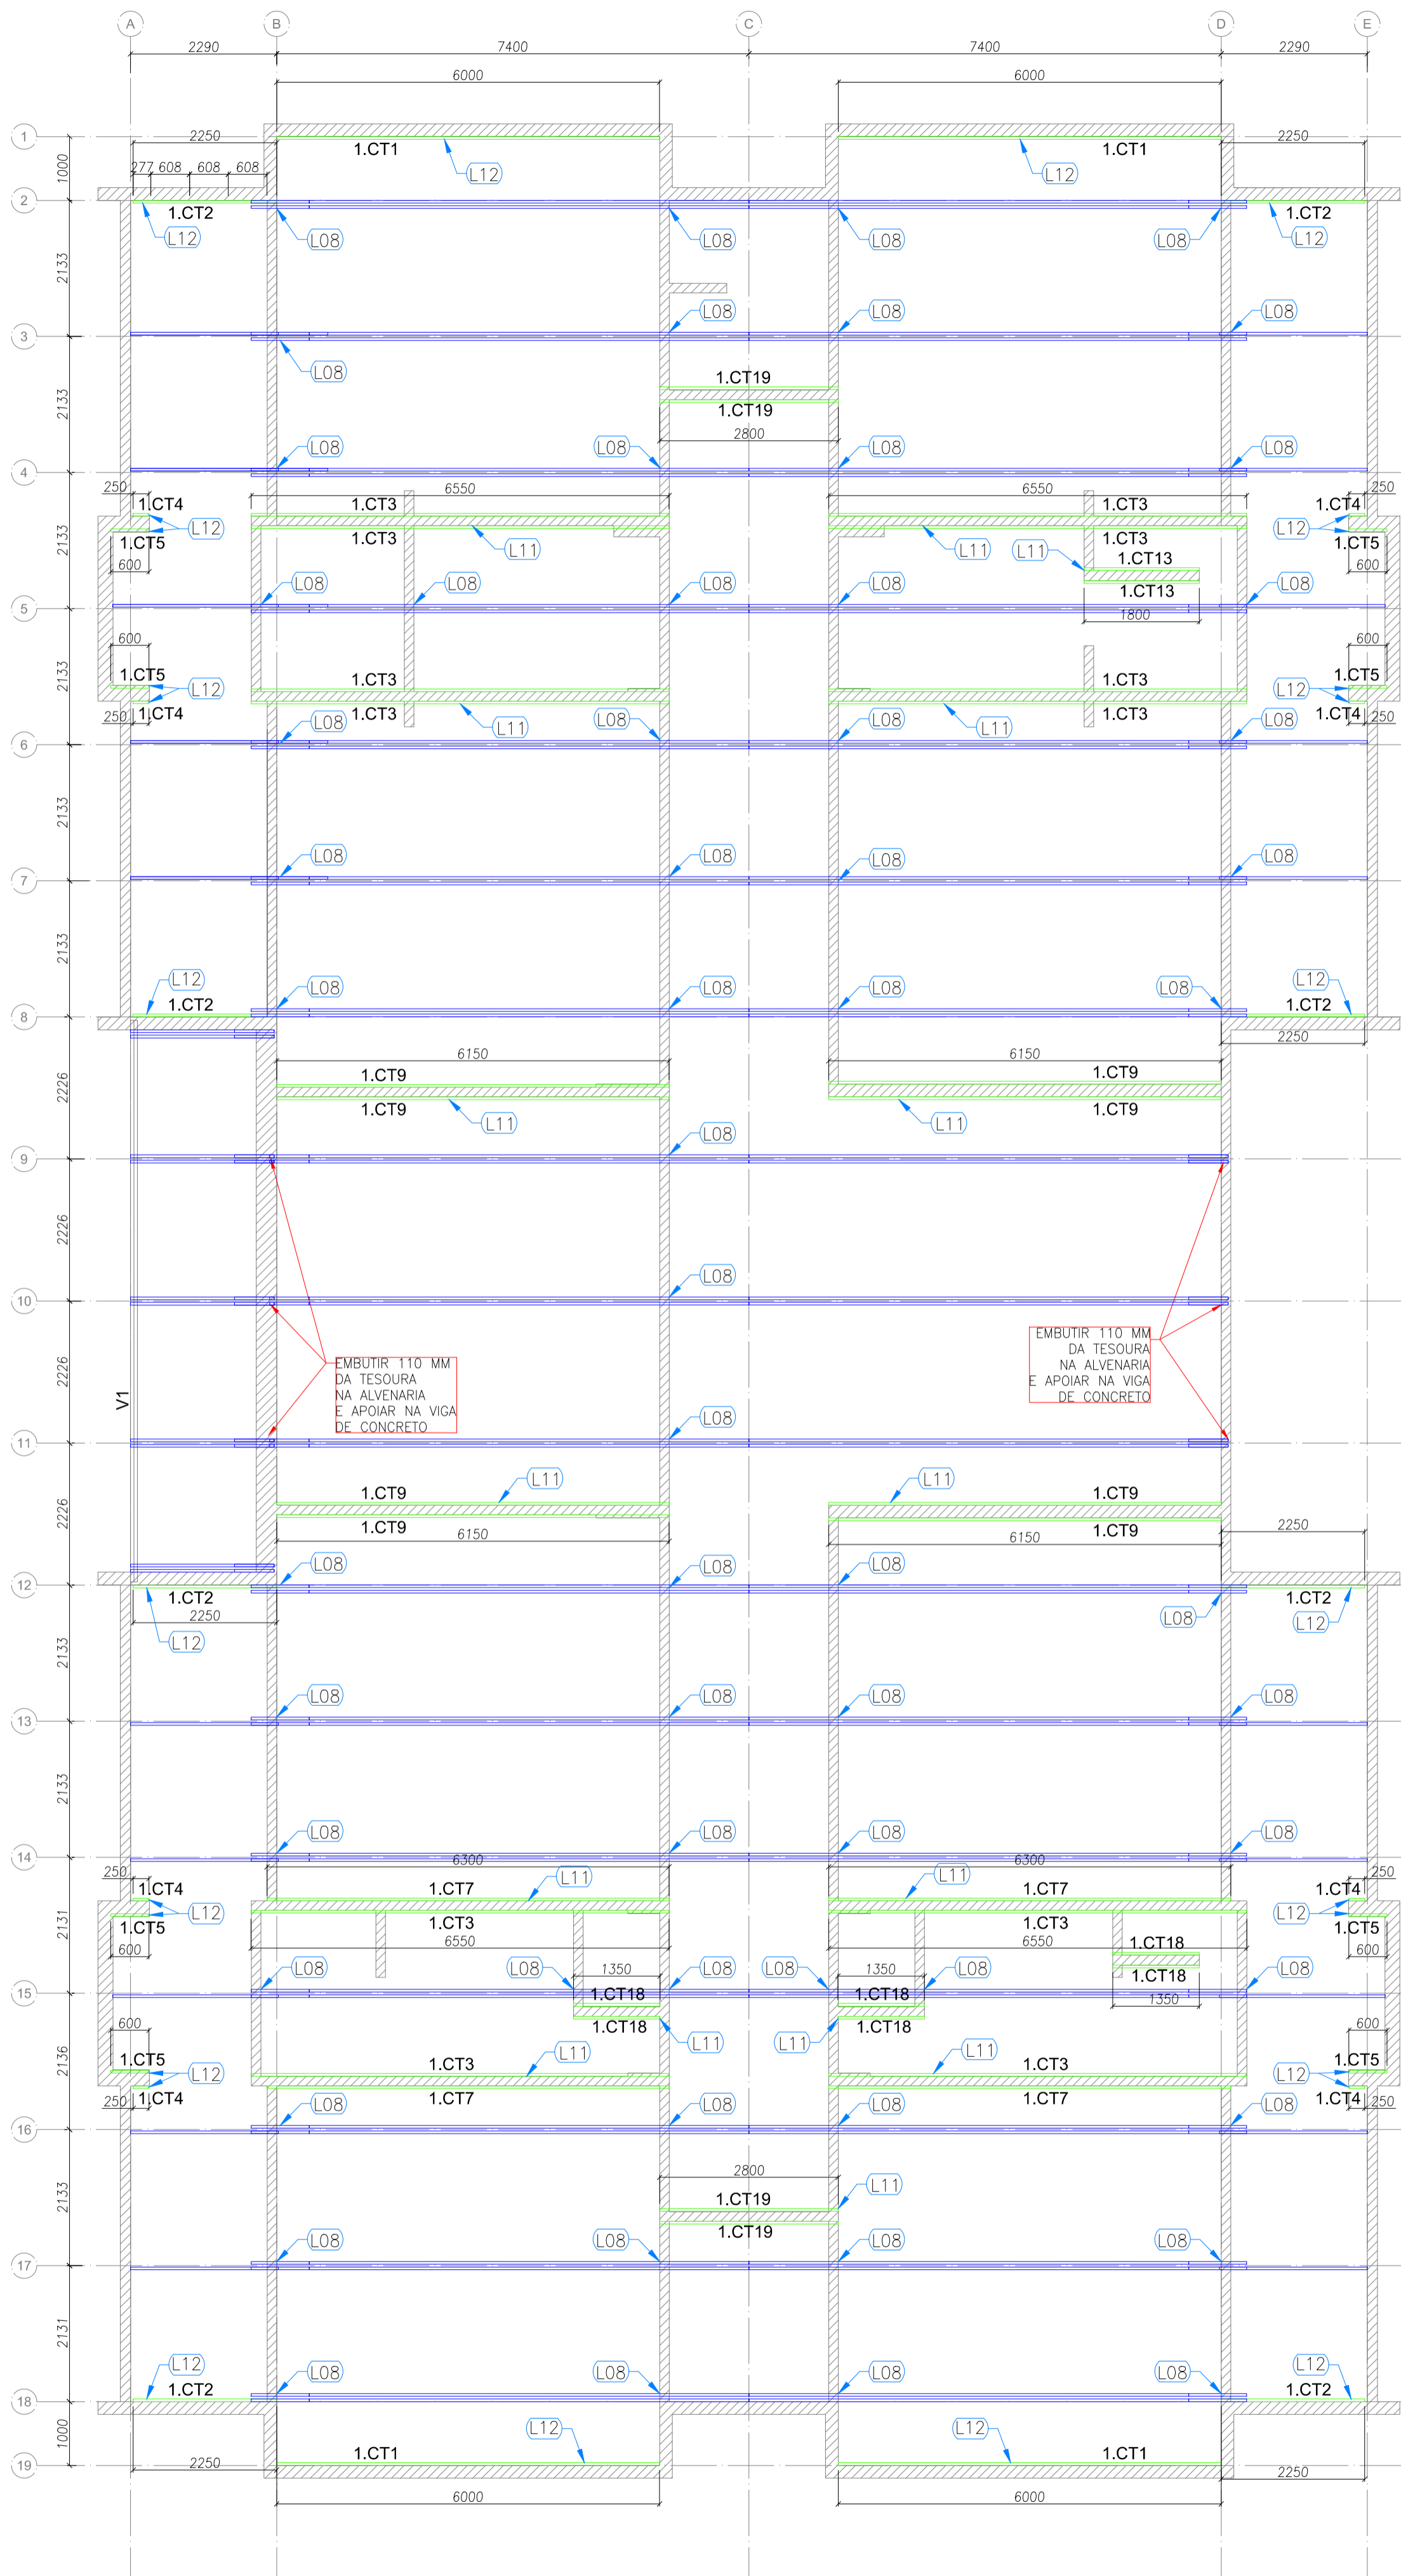 A B C D E
2290 7400 7400 2290
6000 6000
1
2250 2250
1.CT1 1.CT1
1000
277 608 608 608
L12 L12
2
1.CT2 1.CT2
L12 L08 L08 L08 L08 L12
2133
L08 L08 L08
3
L08
1.CT19
2133
1.CT19
2800
L08 L08 L08 L08
4
250 6550 6550 250
1.CT4 1.CT3 1.CT3 1.CT4
L12 L12
1.CT5 1.CT3 1.CT3 1.CT5
L11 L11 L11 1.CT13
2133
600 600
L08 L08 L08 L08 L08
1.CT13
5
1800
600 600
2133
1.CT5 1.CT3 1.CT3 1.CT5
L12 L12
1.CT4 1.CT3 1.CT3 1.CT4
L11 L11
250 250
L08 L08 L08 L08
6
2133
L08 L08 L08 L08
7
2133
L12 L12
L08 L08 L08 L08
1.CT2 1.CT2
8
2250
6150 6150
1.CT9 1.CT9
2226
1.CT9 1.CT9
L11 L11
L08
9
2226
L08
10
EMBUTIR 110 MM
DA TESOURA
NA ALVENARIA
E APOIAR NA VIGA
DE CONCRETO
EMBUTIR 110 MM
DA TESOURA
NA ALVENARIA
E APOIAR NA VIGA
DE CONCRETO
2226
V1
L08
11
L11 L11
1.CT9 1.CT9
2226
1.CT9 1.CT9
6150 6150 2250
L08 L08 L08
12
1.CT2 1.CT2
2250
L12 L08 L12
2133
L08 L08 L08 L08
13
2133
L08 L08 L08 L08
14
250 6300 6300 250
1.CT4 1.CT7 L11 L11 1.CT7 1.CT4
L12 L12
2131
1.CT5 1.CT3 1.CT3 1.CT5
600 6550 6550 1.CT18 600
L08 L08 1350 L08 L08 1350 L08 L08
1.CT18 1.CT18 1.CT18
15
1350
1.CT18 1.CT18
L11 L11
600 600
2136
1.CT5 1.CT3 L11 L11 1.CT3 1.CT5
L12 L12
1.CT4 1.CT7 1.CT7 1.CT4
250 250
L08 L08 L08 L08
16
2800
2133
1.CT19 L11
1.CT19
L08 L08 L08 L08
17
2131
L12 L12
L08 L08 L08 L08
1.CT2 1.CT2
18
1000
L12 L12
1.CT1 1.CT1
19
2250 2250
6000 6000